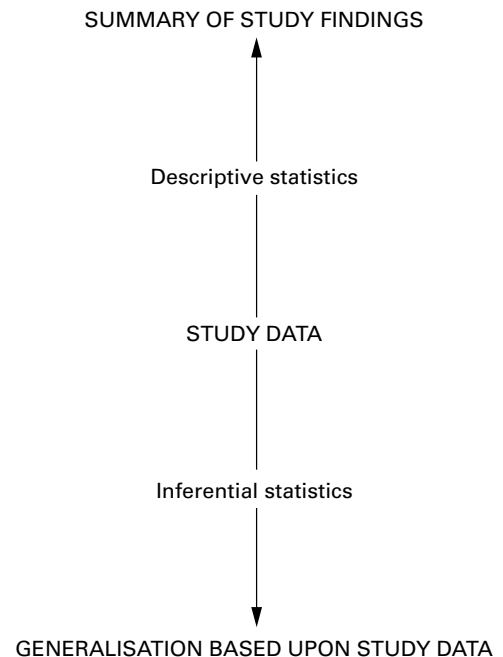 SUMMARY OF STUDY FINDINGS
Descriptive statistics
STUDY DATA
Inferential statistics
GENERALISATION BASED UPON STUDY DATA